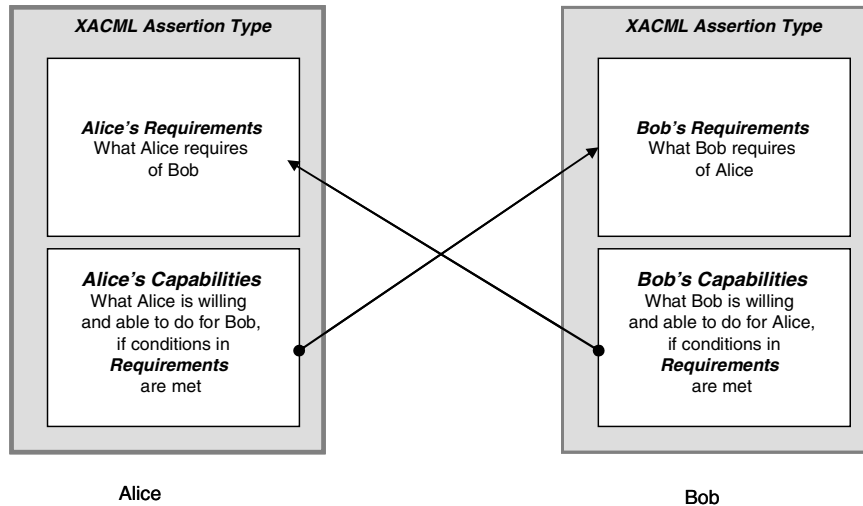 XACML Assertion Type
Alice's Requirements
What Alice requires
of Bob
Alice's Capabilities
What Alice is willing
and able to do for Bob,
if conditions in
Requirements
are met
Alice
XACML Assertion Type
Bob's Requirements
What Bob requires
of Alice
Bob's Capabilities
What Bob is willing
and able to do for Alice,
if conditions in
Requirements
are met
Bob